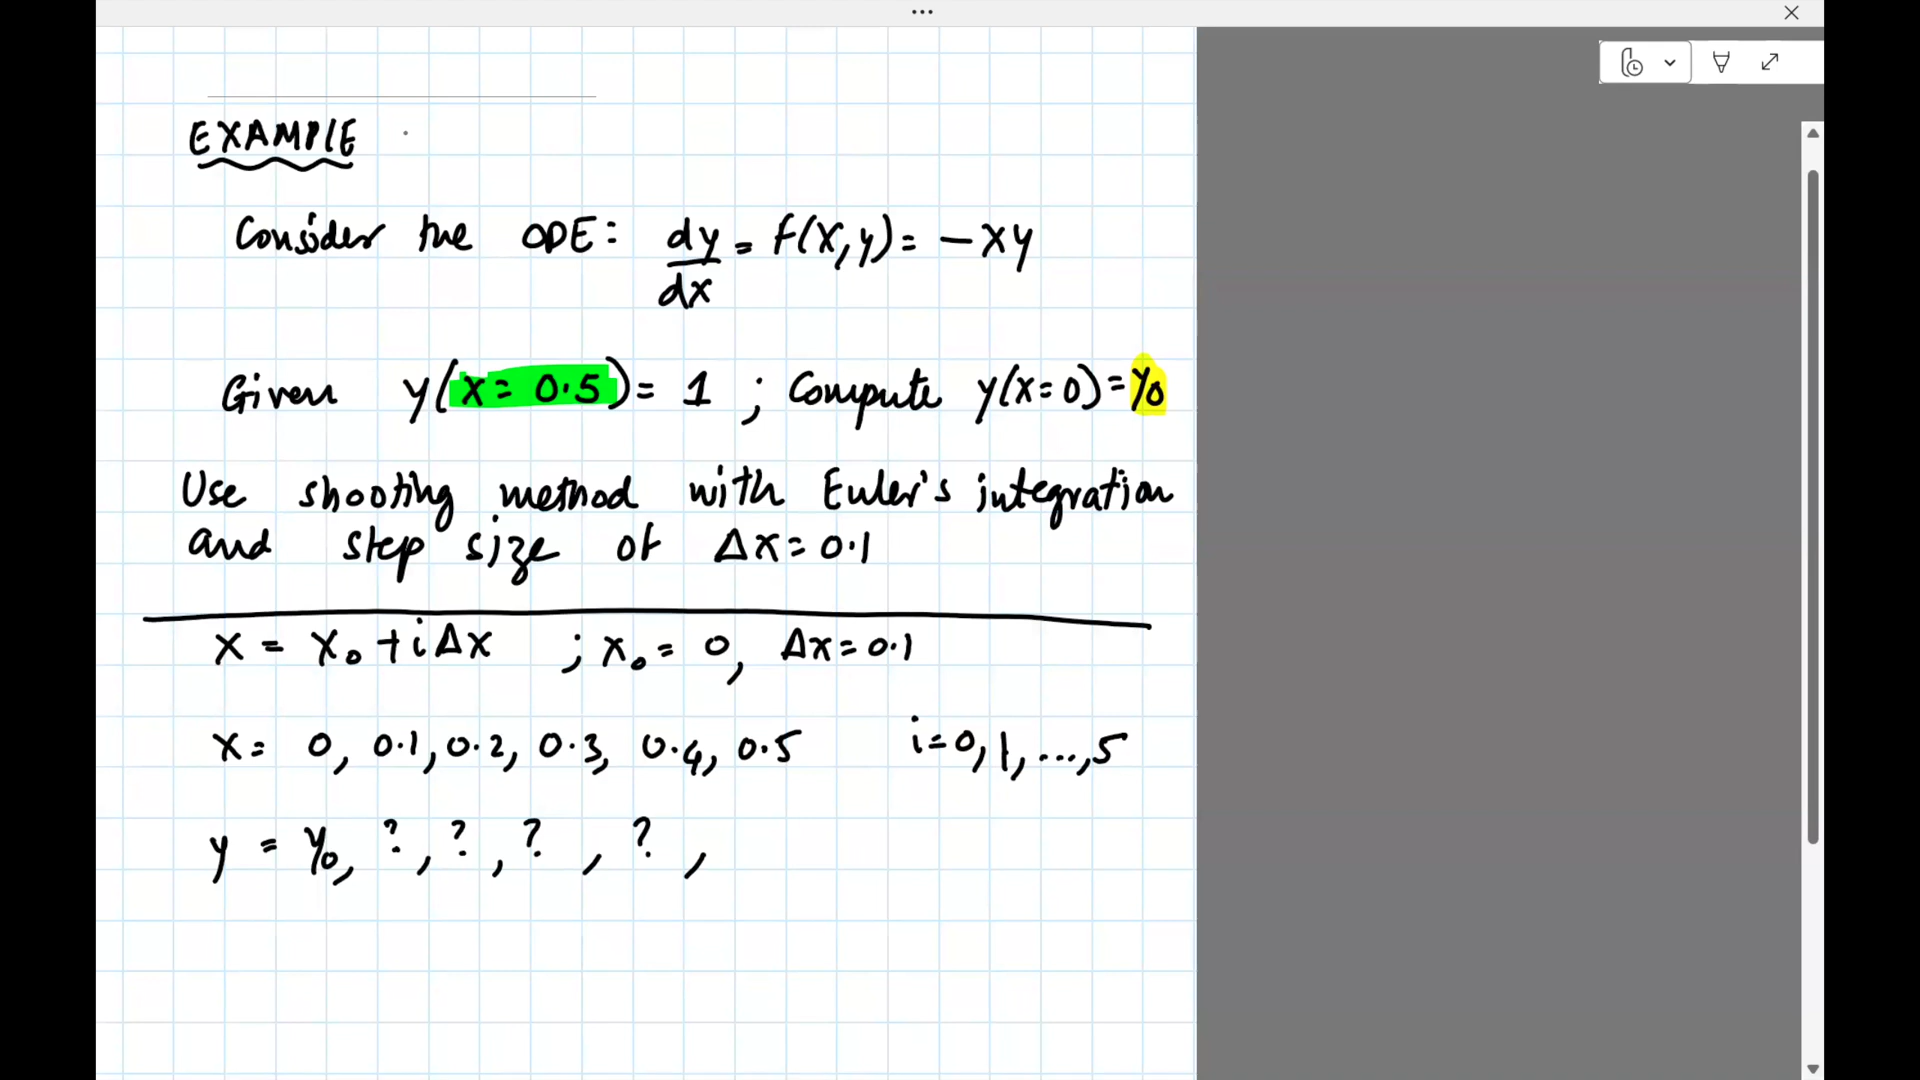 EXAMPLE
Consider the ODE: dy/dx = f(x,y) = -xy
Given y(x = 0.5) = 1 ; Compute y(x=0) = y₀
Use shooting method with Euler's integration
and step size of Δx = 0.1
x = x₀ + iΔx ; x₀ = 0, Δx = 0.1
x = 0, 0.1, 0.2, 0.3, 0.4, 0.5 i = 0, 1, ..., 5
y = y₀, ?, ?, ?, ?,